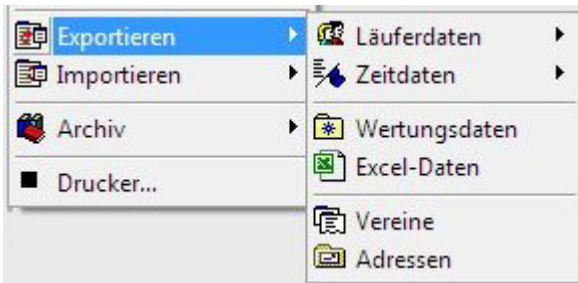 Exportieren
Importieren
Archiv
Drucker...
Läuferdaten
Zeitdaten
Wertungsdaten
Excel-Daten
Vereine
Adressen